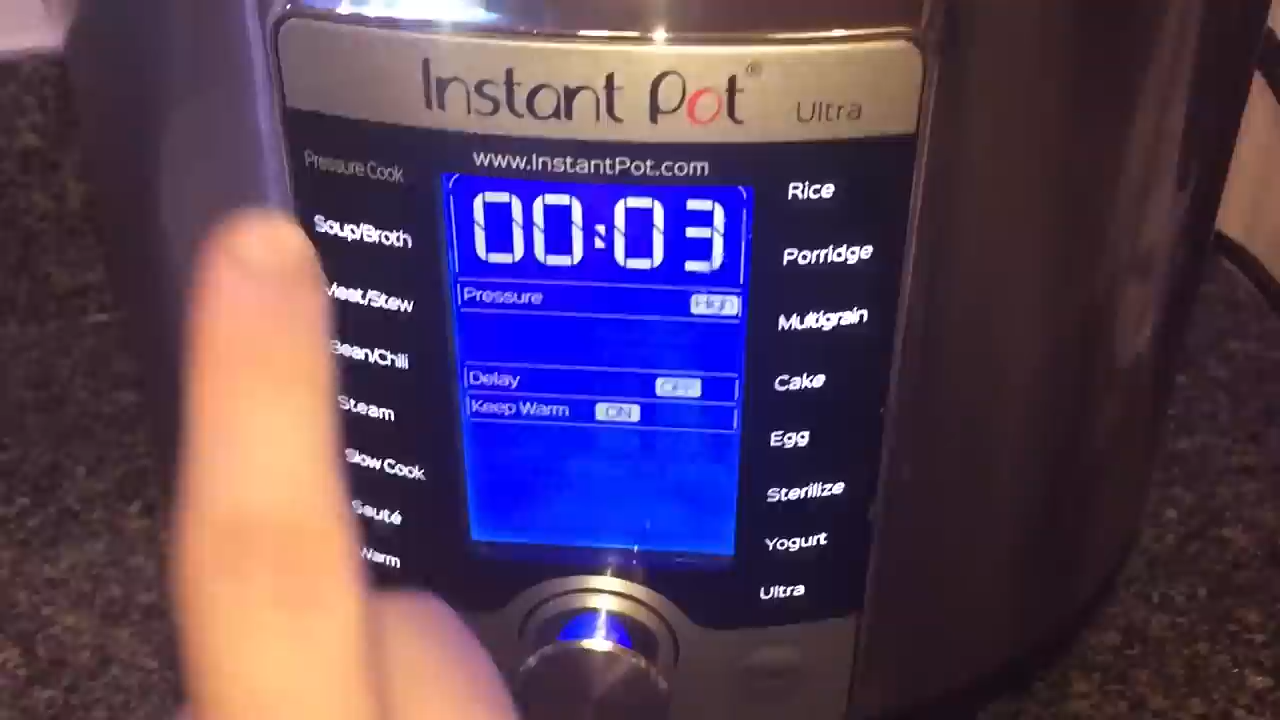 Instant Pot® Ultra
www.InstantPot.com
Pressure Cook
Soup/Broth
Meat/Stew
Bean/Chili
Steam
Slow Cook
Sauté
Warm
00:03
Pressure High
Delay OFF
Keep Warm ON
Rice
Porridge
Multigrain
Cake
Egg
Sterilize
Yogurt
Ultra